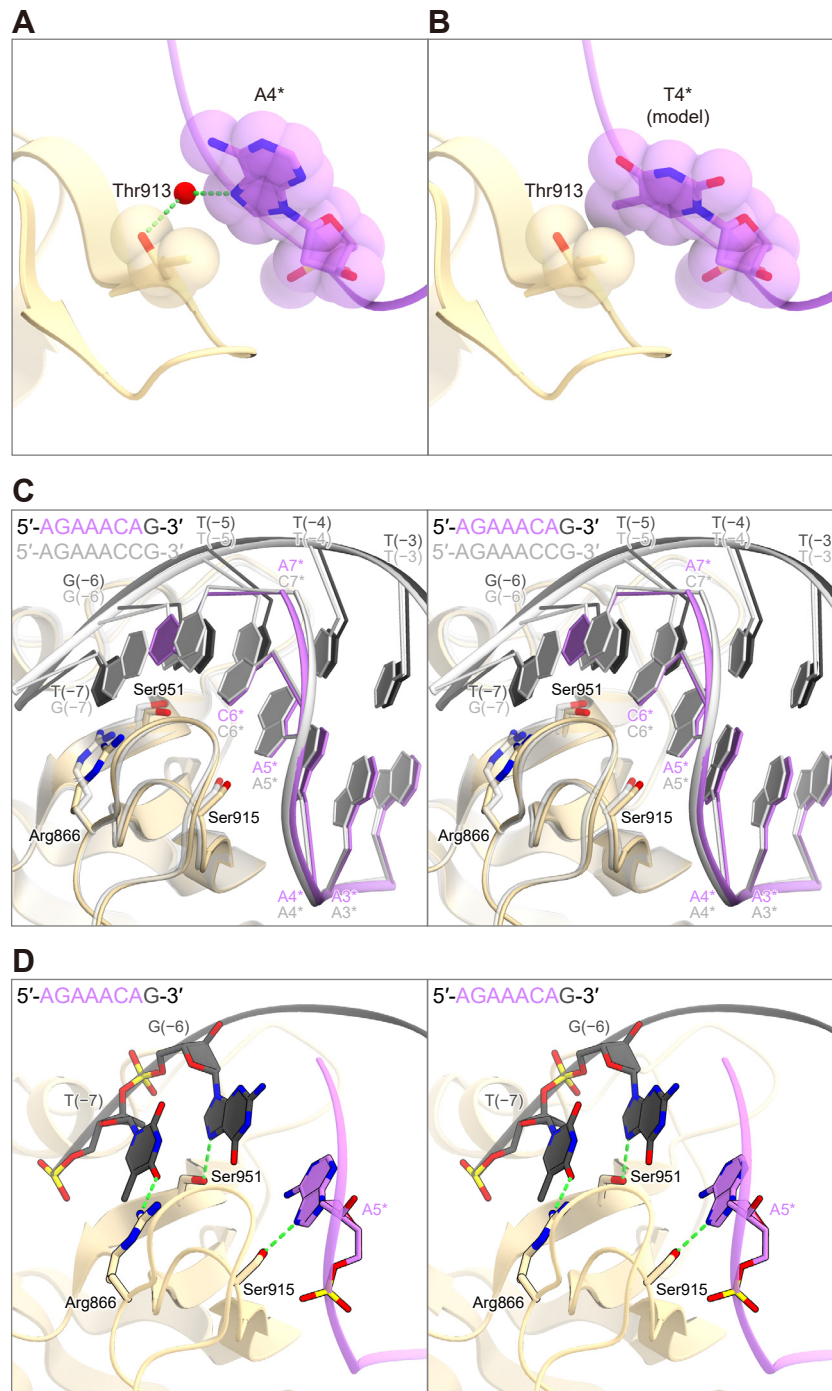 A
B
A4*
Thr913
T4*
(model)
Thr913
C
5′-AGAAACAG-3′
5′-AGAAACCG-3′
T(−5)
T(−5)
T(−4)
T(−4)
T(−3)
T(−3)
G(−6)
G(−6)
A7*
C7*
T(−7)
G(−7)
Ser951
C6*
C6*
A5*
A5*
Arg866
Ser915
A4*
A4*
A3*
A3*
5′-AGAAACAG-3′
5′-AGAAACCG-3′
T(−5)
T(−5)
T(−4)
T(−4)
T(−3
T(−3
G(−6)
G(−6)
A7*
C7*
T(−7)
G(−7)
Ser951
C6*
C6*
A5*
A5*
Arg866
Ser915
A4*
A4*
A3*
A3*
D
5′-AGAAACAG-3′
G(−6)
T(−7)
Ser951
A5*
Arg866
Ser915
5′-AGAAACAG-3′
G(−6)
T(−7)
Ser951
A5*
Arg866
Ser915